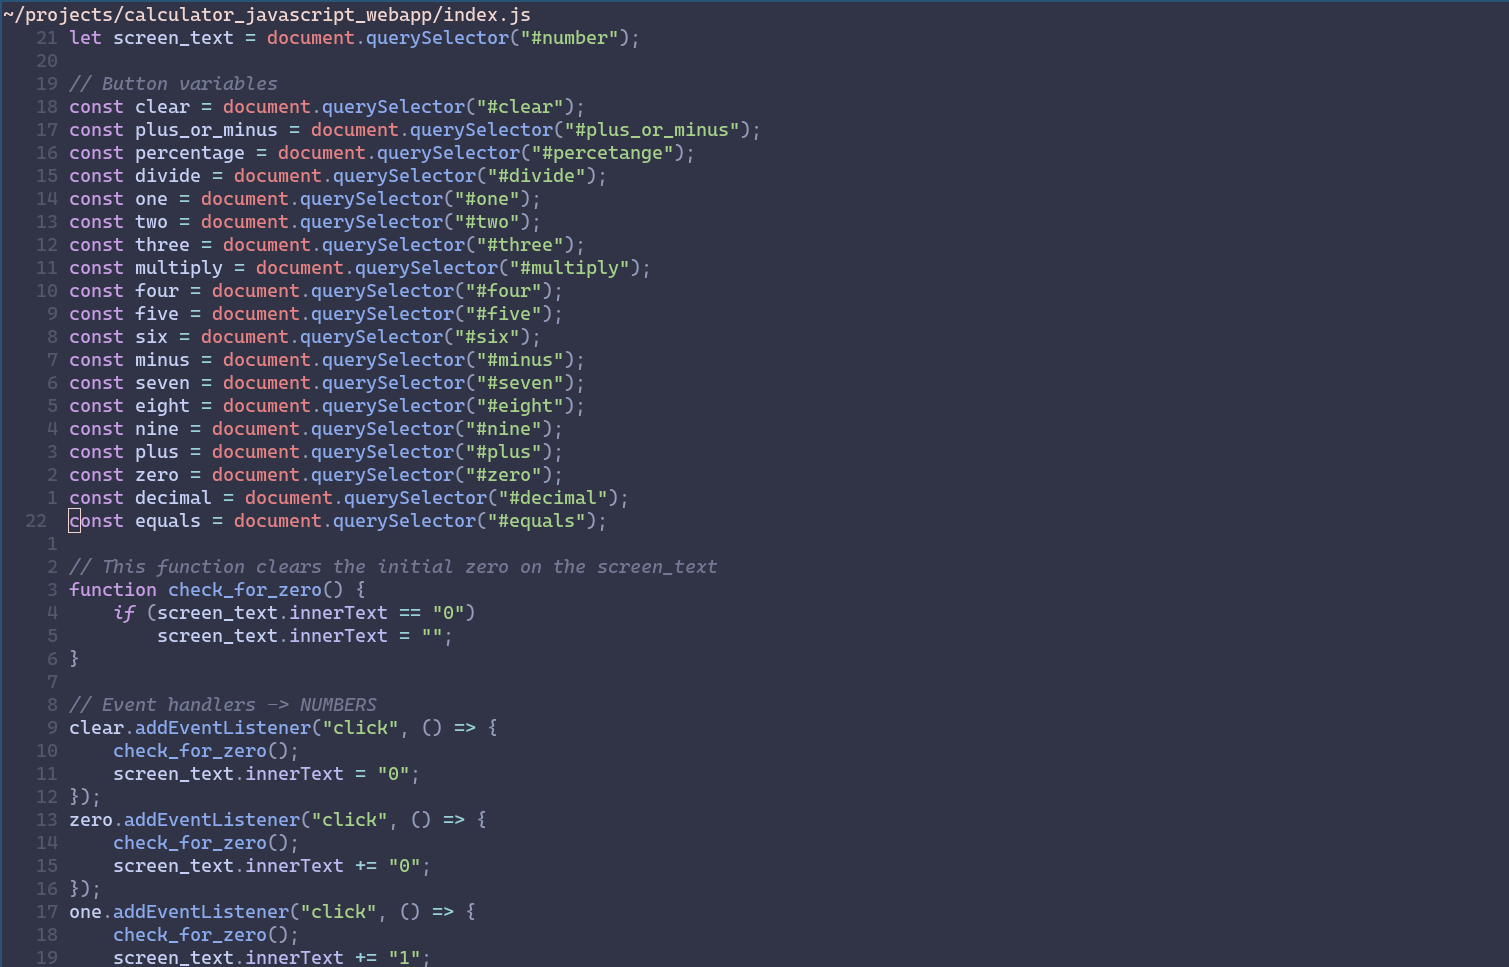 ~/projects/calculator_javascript_webapp/index.js
21 let screen_text = document.querySelector("#number");
20
19 // Button variables
18 const clear = document.querySelector("#clear");
17 const plus_or_minus = document.querySelector("#plus_or_minus");
16 const percentage = document.querySelector("#percetange");
15 const divide = document.querySelector("#divide");
14 const one = document.querySelector("#one");
13 const two = document.querySelector("#two");
12 const three = document.querySelector("#three");
11 const multiply = document.querySelector("#multiply");
10 const four = document.querySelector("#four");
9 const five = document.querySelector("#five");
8 const six = document.querySelector("#six");
7 const minus = document.querySelector("#minus");
6 const seven = document.querySelector("#seven");
5 const eight = document.querySelector("#eight");
4 const nine = document.querySelector("#nine");
3 const plus = document.querySelector("#plus");
2 const zero = document.querySelector("#zero");
1 const decimal = document.querySelector("#decimal");
22 const equals = document.querySelector("#equals");
1
2 // This function clears the initial zero on the screen_text
3 function check_for_zero() {
4     if (screen_text.innerText == "0")
5         screen_text.innerText = "";
6 }
7
8 // Event handlers -> NUMBERS
9 clear.addEventListener("click", () => {
10     check_for_zero();
11     screen_text.innerText = "0";
12 });
13 zero.addEventListener("click", () => {
14     check_for_zero();
15     screen_text.innerText += "0";
16 });
17 one.addEventListener("click", () => {
18     check_for_zero();
19     screen_text.innerText += "1";